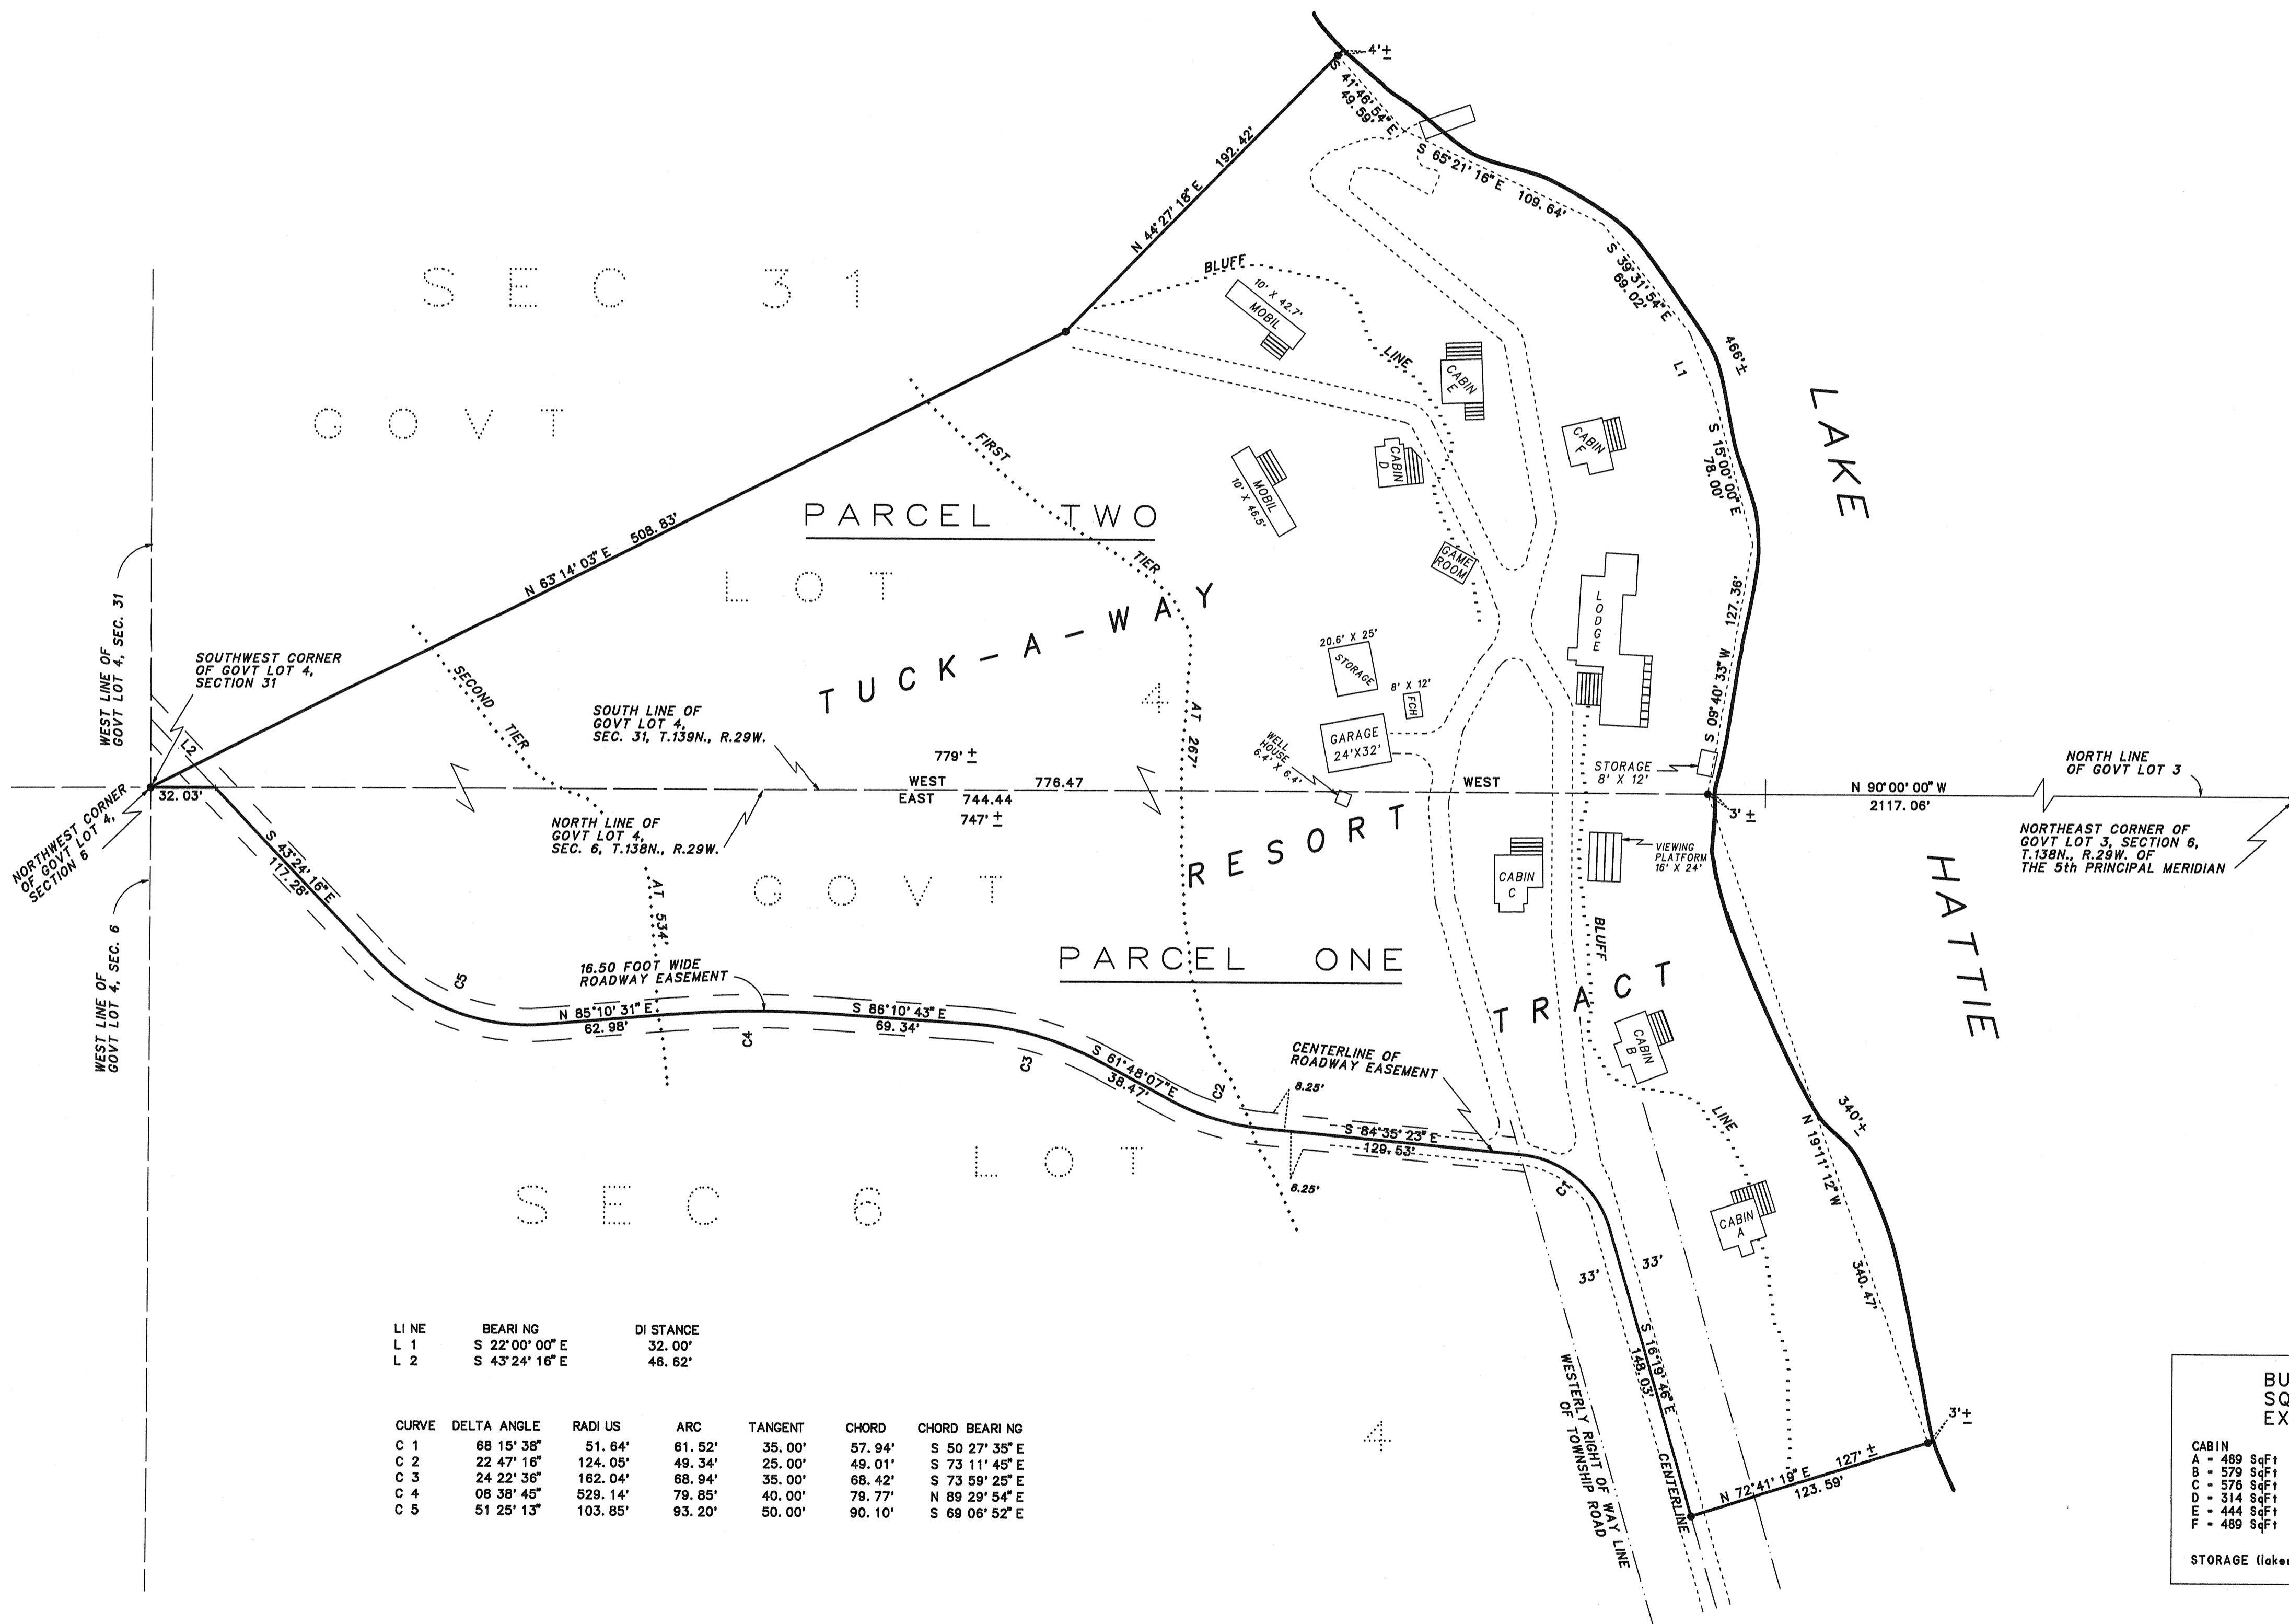 4'±
S 41°46'54" E
49.59'
S 65°21'16" E
109.64'
N 44°27'18" E 192.42'
S 39°31'54" E
69.02'
SEC 31
BLUFF
LINE
10' X 42.7'
MOBIL
CABIN
E
L1
466'±
LAKE
GOVT
FIRST
TIER
CABIN
F
S 15°00'00" E
78.00'
CABIN
D
MOBIL
10' X 46.5'
PARCEL TWO
N 63°14'03" E 508.83'
GAME
ROOM
LOT
TUCK-A-WAY
LODGE
127.36'
S 09°40'33" W
WEST LINE OF
GOVT LOT 4, SEC. 31
SOUTHWEST CORNER
OF GOVT LOT 4,
SECTION 31
SECOND
TIER
20.6' X 25'
STORAGE
8' X 12'
FCH
4
AT 267'
SOUTH LINE OF
GOVT LOT 4,
SEC. 31, T.139N., R.29W.
L2
GARAGE
24'X32'
WELL
HOUSE
6.4' X 6.4'
STORAGE
8' X 12'
779' ±
WEST 776.47
EAST 744.44
747' ±
WEST
NORTH LINE
OF GOVT LOT 3
N 90°00'00" W
2117.06'
3' ±
32.03'
NORTHWEST CORNER
OF GOVT LOT 4,
SECTION 6
NORTH LINE OF
GOVT LOT 4,
SEC. 6, T.138N., R.29W.
NORTHEAST CORNER OF
GOVT LOT 3, SECTION 6,
T.138N., R.29W. OF
THE 5th PRINCIPAL MERIDIAN
RESORT
VIEWING
PLATFORM
16' X 24'
CABIN
C
S 43°24'16" E
117.28'
GOVT
AT 534'
HATTIE
BLUFF
PARCEL ONE
TRACT
WEST LINE OF
GOVT LOT 4, SEC. 6
C5
16.50 FOOT WIDE
ROADWAY EASEMENT
N 85°10'31" E
62.98'
C4
S 86°10'43" E
69.34'
C3
S 61°48'07" E
38.47'
C2
CENTERLINE OF
ROADWAY EASEMENT
8.25'
8.25'
S 84°35'23" E
129.53'
C1
CABIN
B
LINE
340'±
N 19°11'12" W
340.47'
LOT
SEC 6
CABIN
A
33'
33'
S 16°19'46" E
148.03'
CENTERLINE
WESTERLY RIGHT OF WAY LINE
OF TOWNSHIP ROAD
4
N 72°41'19" E 127' ±
123.59'
3'±
LINE BEARING DISTANCE
L 1 S 22°00'00" E 32.00'
L 2 S 43°24'16" E 46.62'
CURVE DELTA ANGLE RADIUS ARC TANGENT CHORD CHORD BEARING
C 1 68 15'38" 51.64' 61.52' 35.00' 57.94' S 50 27'35" E
C 2 22 47'16" 124.05' 49.34' 25.00' 49.01' S 73 11'45" E
C 3 24 22'36" 162.04' 68.94' 35.00' 68.42' S 73 59'25" E
C 4 08 38'45" 529.14' 79.85' 40.00' 79.77' N 89 29'54" E
C 5 51 25'13" 103.85' 93.20' 50.00' 90.10' S 69 06'52" E
BU
SQ
EX
CABIN
A - 489 SqFt
B - 579 SqFt
C - 576 SqFt
D - 314 SqFt
E - 444 SqFt
F - 489 SqFt
STORAGE (lakes